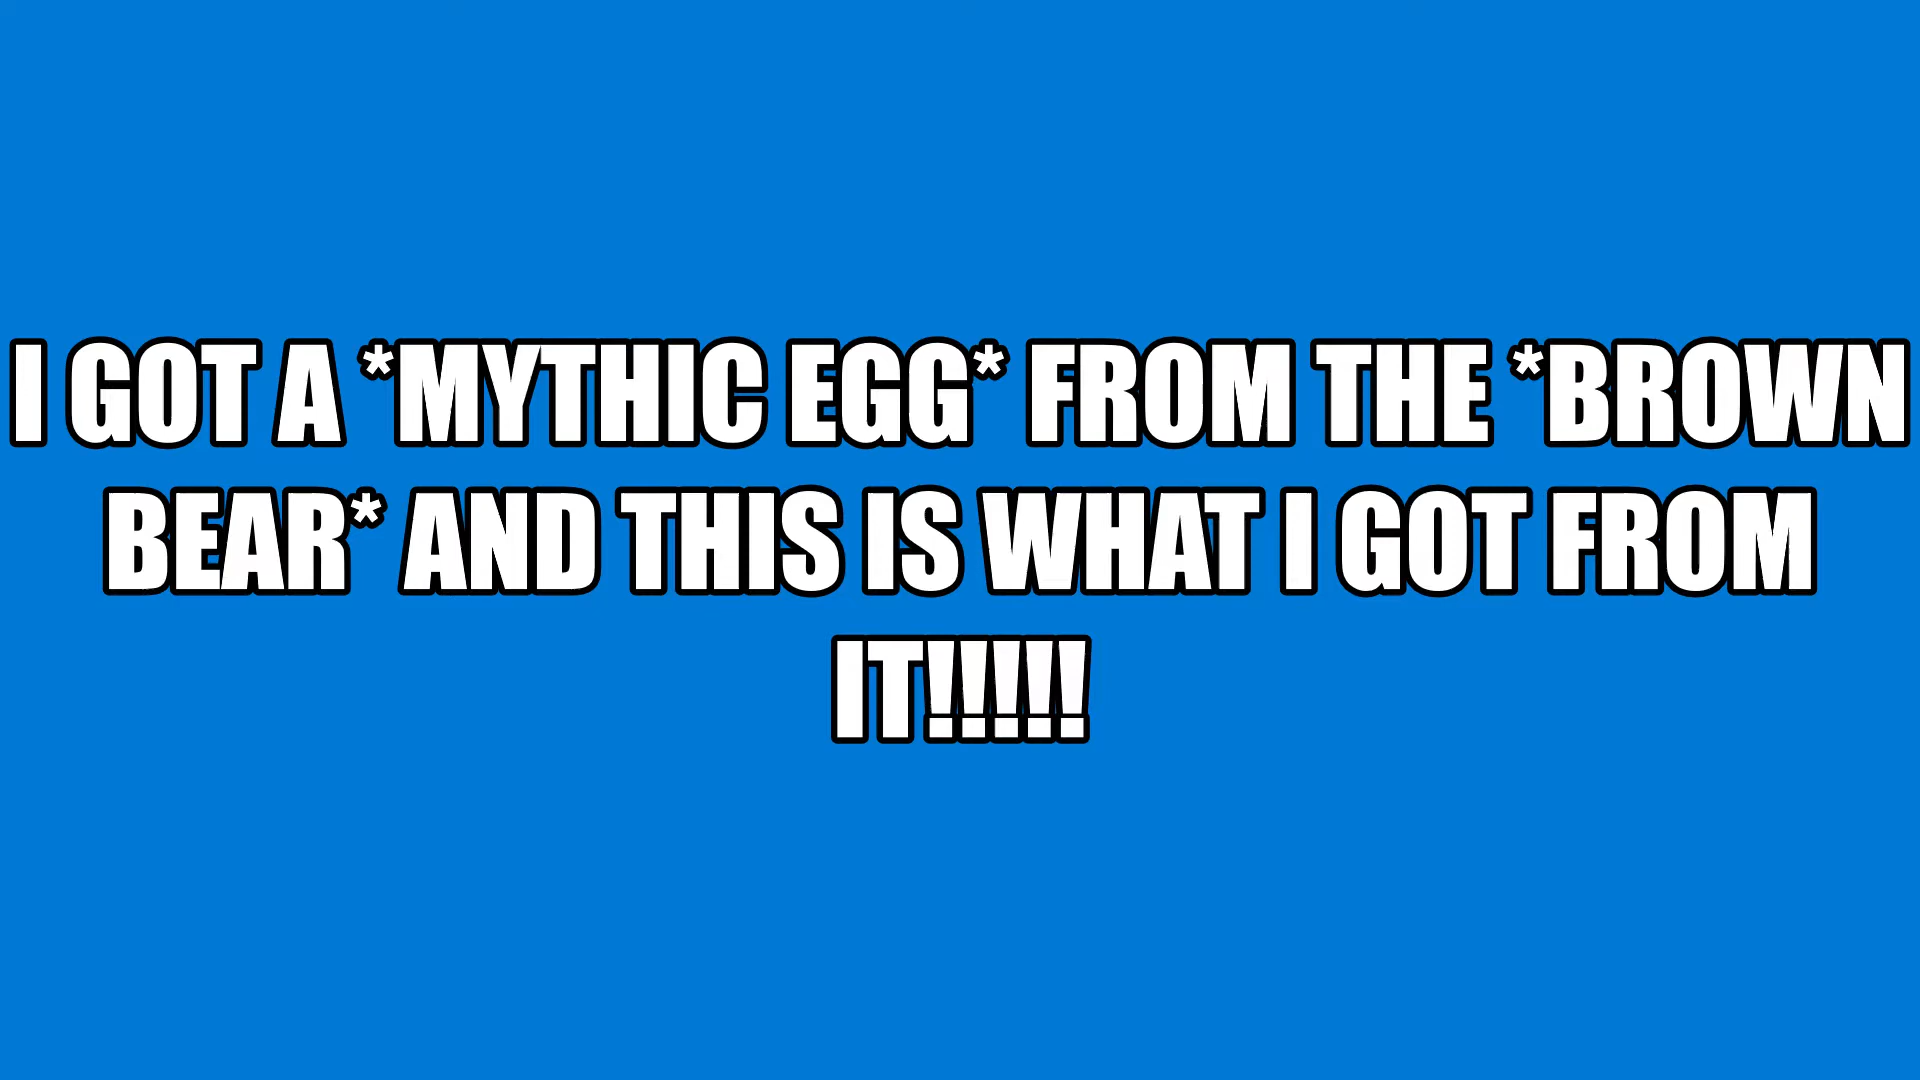 I GOT A *MYTHIC EGG* FROM THE *BROWN
BEAR* AND THIS IS WHAT I GOT FROM
IT!!!!!